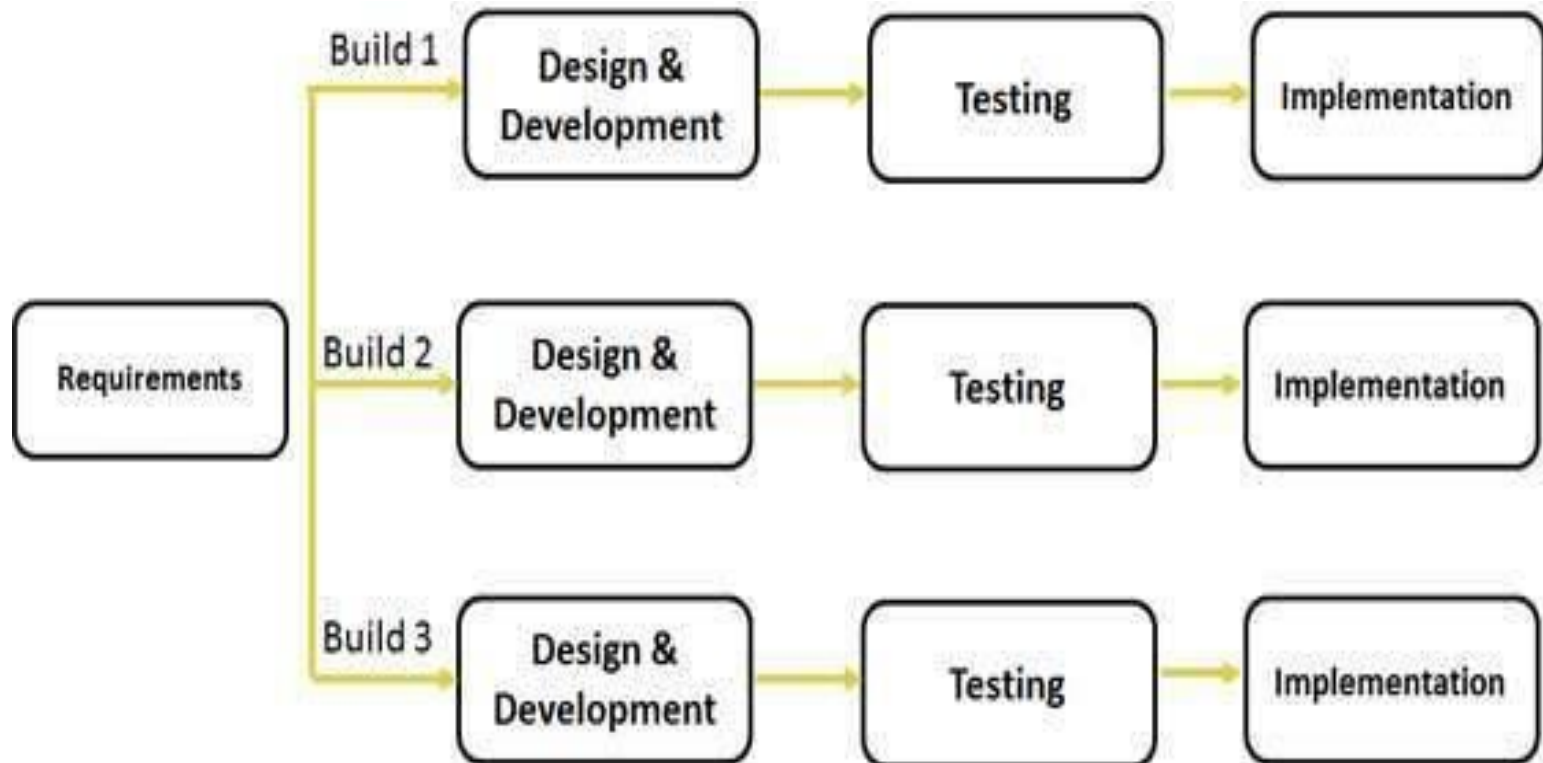 Build 1
Design &
Development
Testing
Implementation
Requirements
Build 2
Design &
Development
Testing
Implementation
Build 3
Design &
Development
Testing
Implementation